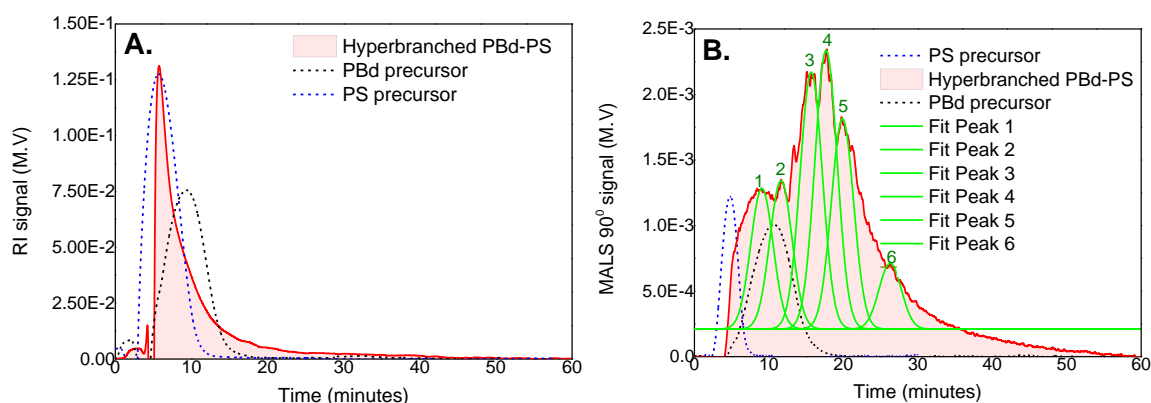 A.
Hyperbranched PBd-PS
PBd precursor
PS precursor
1.50E-1
1.25E-1
1.00E-1
7.50E-2
5.00E-2
2.50E-2
0.00
RI signal (M.V)
0 10 20 30 40 50 60
Time (minutes)
B.
PS precursor
Hyperbranched PBd-PS
PBd precursor
Fit Peak 1
Fit Peak 2
Fit Peak 3
Fit Peak 4
Fit Peak 5
Fit Peak 6
1 2 3 4 5 6
2.5E-3
2.0E-3
1.5E-3
1.0E-3
5.0E-4
0.0
MALS 90⁰ signal (M.V)
0 10 20 30 40 50 60
Time (minutes)